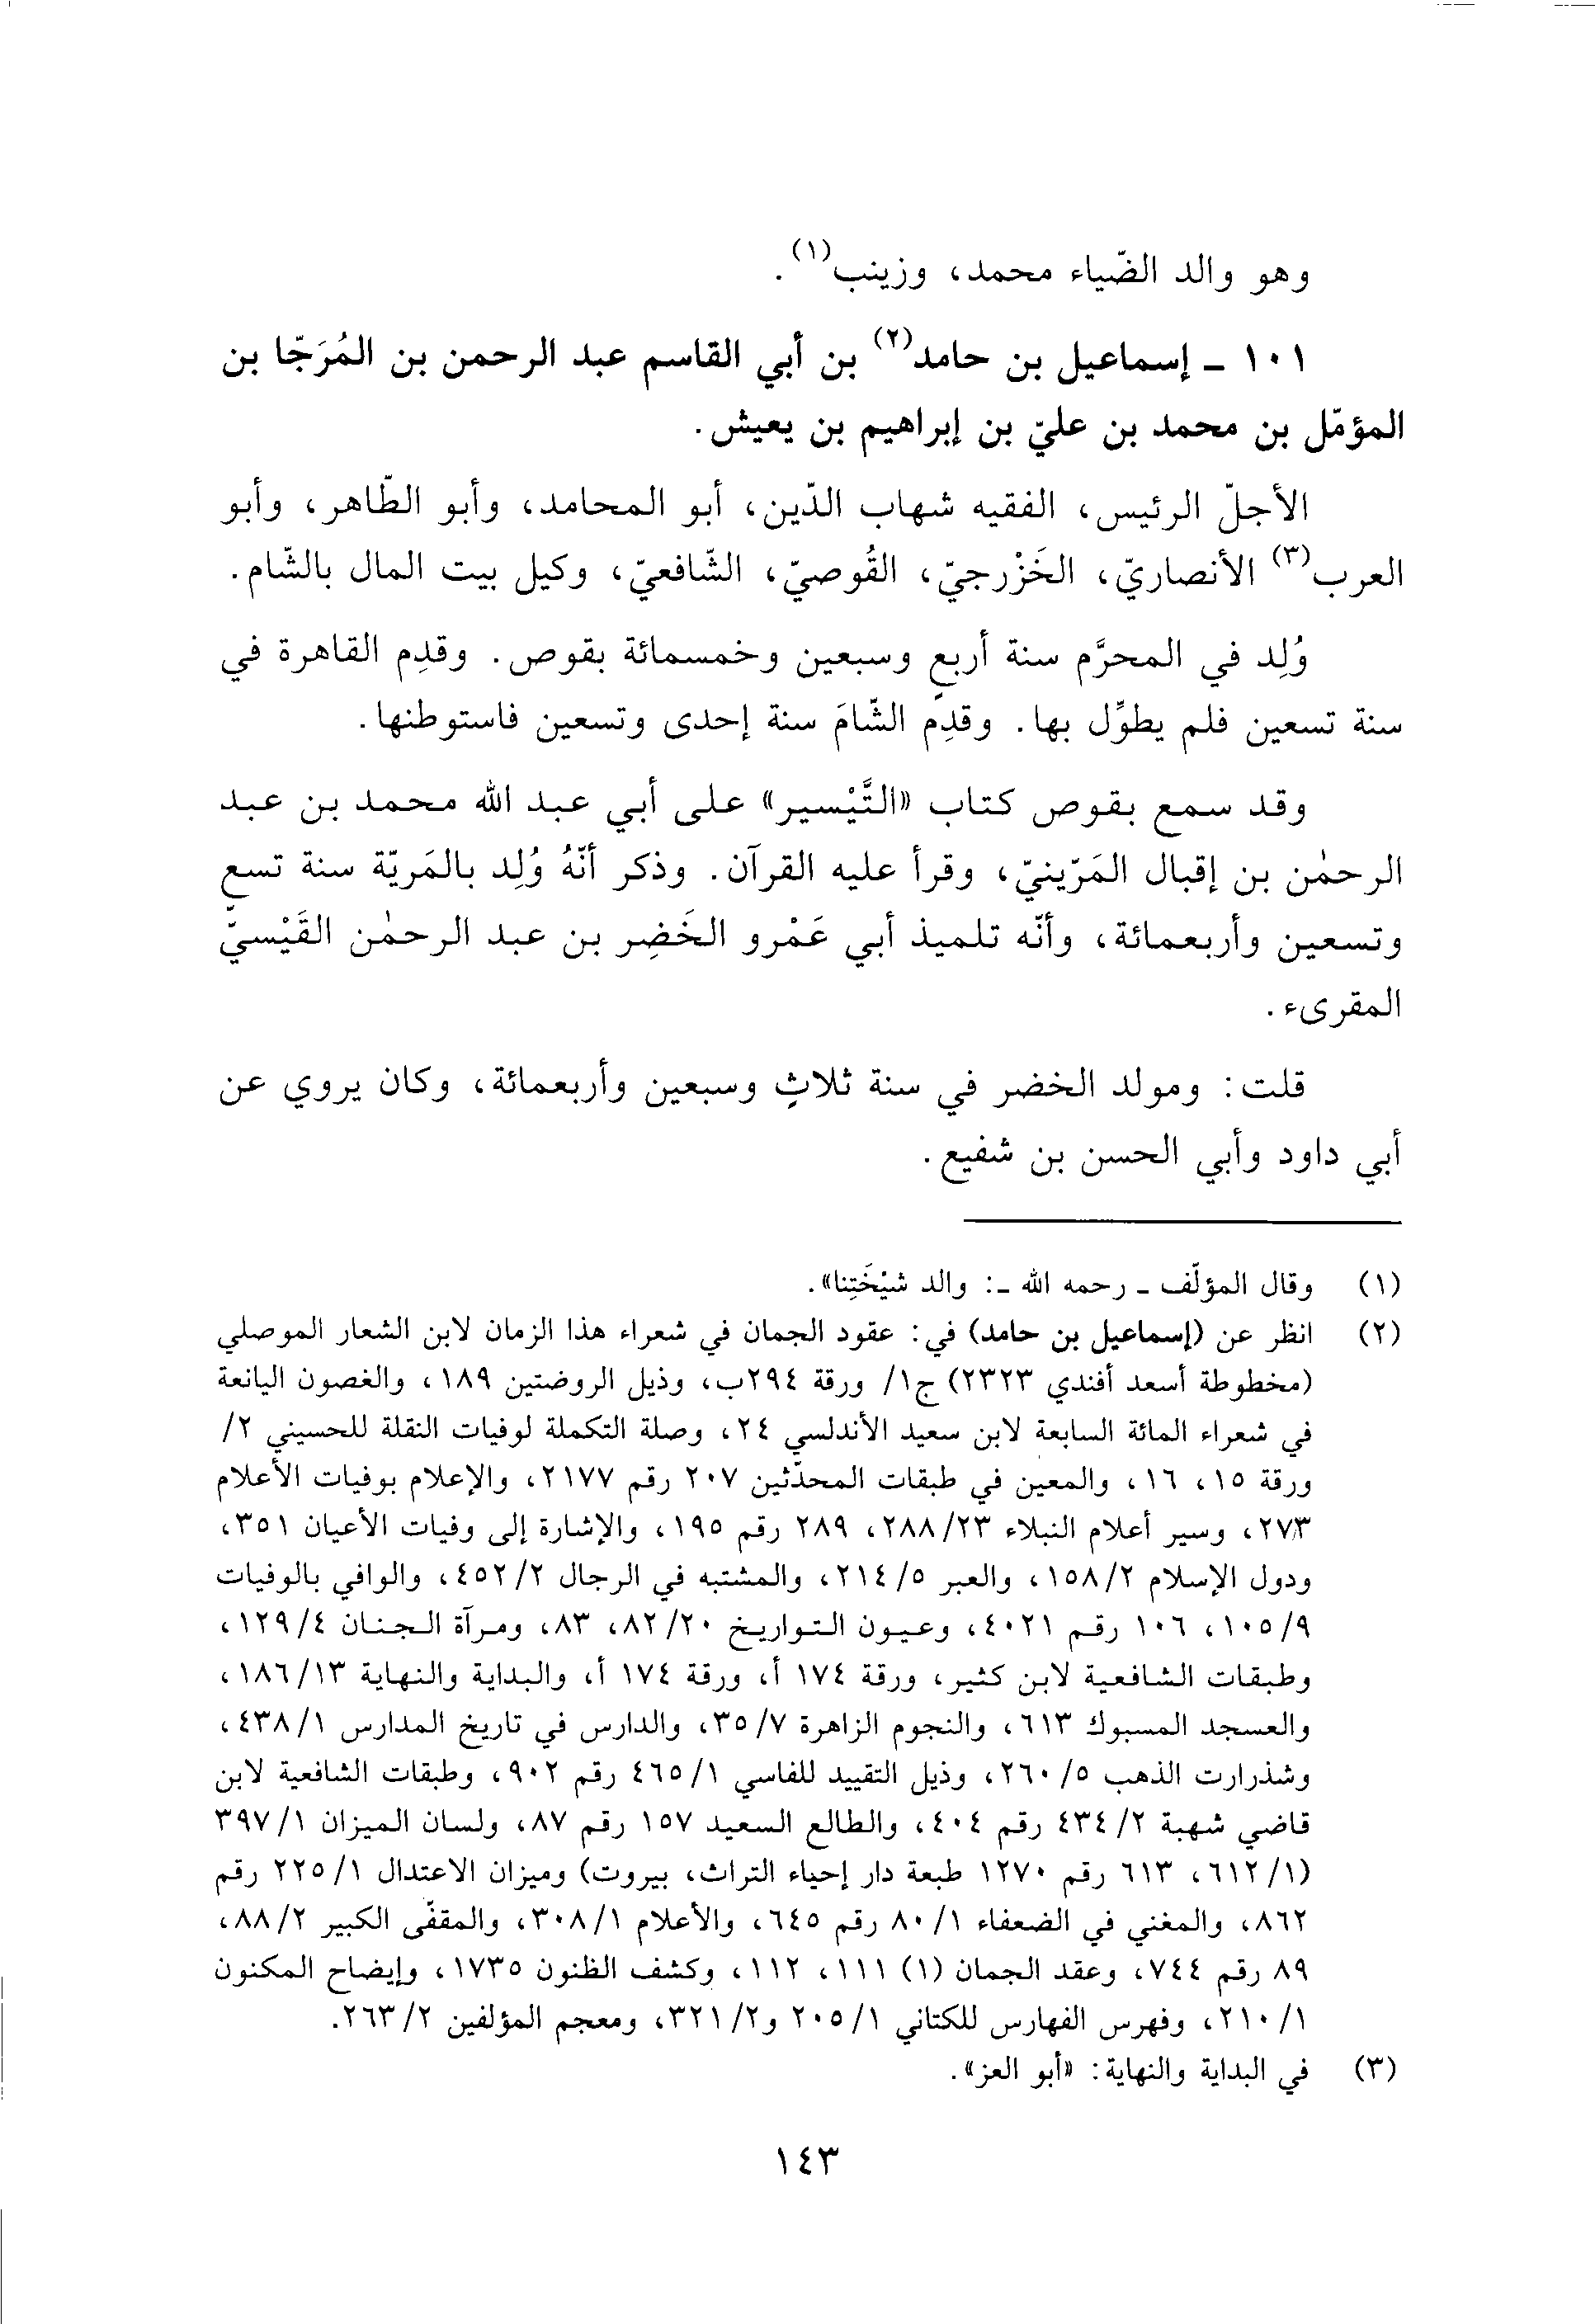 وهو والد الضّياء محمد، وزينب(١).
١٠١ ـ إسماعيل بن حامد(٢) بن أبي القاسم عبد الرحمن بن المُرَجّا بن
المؤمّل بن محمد بن عليّ بن إبراهيم بن يعيش.
الأجلّ الرئيس، الفقيه شهاب الدّين، أبو المحامد، وأبو الطّاهر، وأبو
العرب(٣) الأنصاريّ، الخَزْرجيّ، القُوصيّ، الشّافعيّ، وكيل بيت المال بالشّام.
وُلِد في المحرَّم سنة أربعٍ وسبعين وخمسمائة بقوص. وقدِم القاهرة في
سنة تسعين فلم يطوِّل بها. وقدِم الشّامَ سنة إحدى وتسعين فاستوطنها.
وقد سمع بقوص كتاب «التَّيْسير» على أبي عبد الله محمد بن عبد
الرحمٰن بن إقبال المَرّينيّ، وقرأ عليه القرآن. وذكر أنّهُ وُلِد بالمَريّة سنة تسعٍ
وتسعين وأربعمائة، وأنّه تلميذ أبي عَمْرو الخَضِر بن عبد الرحمٰن القَيْسيّ
المقرىء.
قلت: ومولد الخضر في سنة ثلاثٍ وسبعين وأربعمائة، وكان يروي عن
أبي داود وأبي الحسن بن شفيع.
(١) وقال المؤلّف ـ رحمه الله ـ: والد شيْخَتِنا».
(٢) انظر عن (إسماعيل بن حامد) في: عقود الجمان في شعراء هذا الزمان لابن الشعار الموصلي
(مخطوطة أسعد أفندي ٢٣٢٣) ج١/ ورقة ٢٩٤ب، وذيل الروضتين ١٨٩، والغصون اليانعة
في شعراء المائة السابعة لابن سعيد الأندلسي ٢٤، وصلة التكملة لوفيات النقلة للحسيني ٢/
ورقة ١٥، ١٦، والمعين في طبقات المحدّثين ٢٠٧ رقم ٢١٧٧، والإعلام بوفيات الأعلام
٢٧٣، وسير أعلام النبلاء ٢٨٨/٢٣، ٢٨٩ رقم ١٩٥، والإشارة إلى وفيات الأعيان ٣٥١،
ودول الإسلام ١٥٨/٢، والعبر ٢١٤/٥، والمشتبه في الرجال ٤٥٢/٢، والوافي بالوفيات
١٠٥/٩، ١٠٦ رقم ٤٠٢١، وعيون التواريخ ٨٢/٢٠، ٨٣، ومرآة الجنان ١٢٩/٤،
وطبقات الشافعية لابن كثير، ورقة ١٧٤ أ، ورقة ١٧٤ أ، والبداية والنهاية ١٨٦/١٣،
والعسجد المسبوك ٦١٣، والنجوم الزاهرة ٣٥/٧، والدارس في تاريخ المدارس ٤٣٨/١،
وشذرارت الذهب ٢٦٠/٥، وذيل التقييد للفاسي ٤٦٥/١ رقم ٩٠٢، وطبقات الشافعية لابن
قاضي شهبة ٤٣٤/٢ رقم ٤٠٤، والطالع السعيد ١٥٧ رقم ٨٧، ولسان الميزان ٣٩٧/١
(٦١٢/١، ٦١٣ رقم ١٢٧٠ طبعة دار إحياء التراث، بيروت) وميزان الاعتدال ٢٢٥/١ رقم
٨٦٢، والمغني في الضعفاء ٨٠/١ رقم ٦٤٥، والأعلام ٣٠٨/١، والمقفّى الكبير ٨٨/٢،
٨٩ رقم ٧٤٤، وعقد الجمان (١) ١١١، ١١٢، وكشف الظنون ١٧٣٥، وإيضاح المكنون
٢١٠/١، وفهرس الفهارس للكتاني ٢٠٥/١ و٣٢١/٢، ومعجم المؤلفين ٢٦٣/٢.
(٣) في البداية والنهاية: «أبو العز».
١٤٣